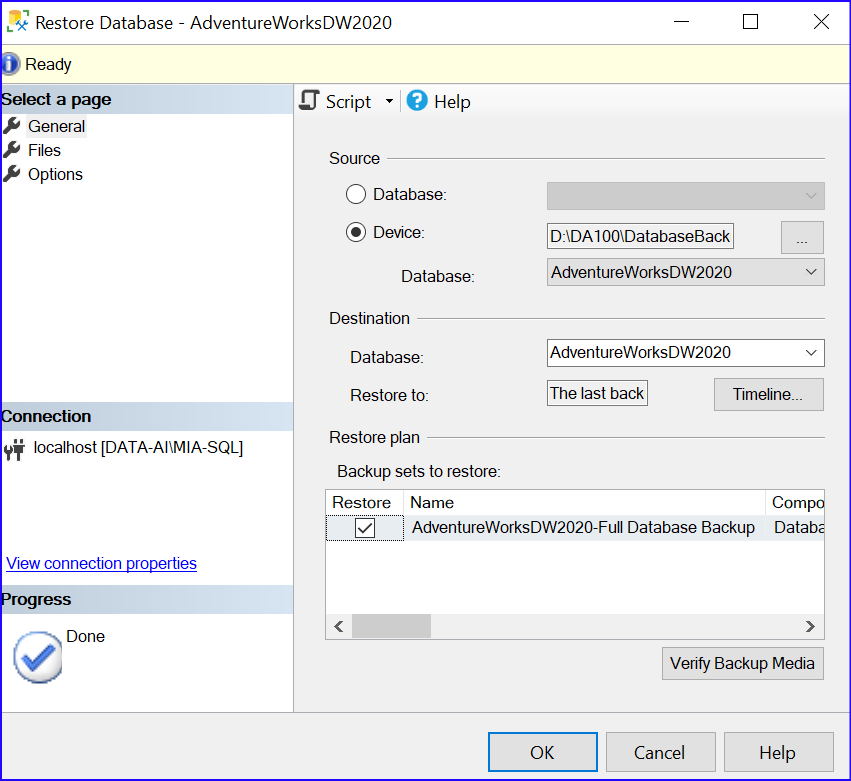 Restore Database - AdventureWorksDW2020
Ready
Select a page
General
Files
Options
Script
Help
Source
Database:
Device:
D:\DA100\DatabaseBack
...
Database:
AdventureWorksDW2020
Destination
Database:
AdventureWorksDW2020
Restore to:
The last back
Timeline...
Restore plan
Backup sets to restore:
Restore Name Compo
AdventureWorksDW2020-Full Database Backup Databa
Verify Backup Media
Connection
localhost [DATA-AI\MIA-SQL]
View connection properties
Progress
Done
OK
Cancel
Help